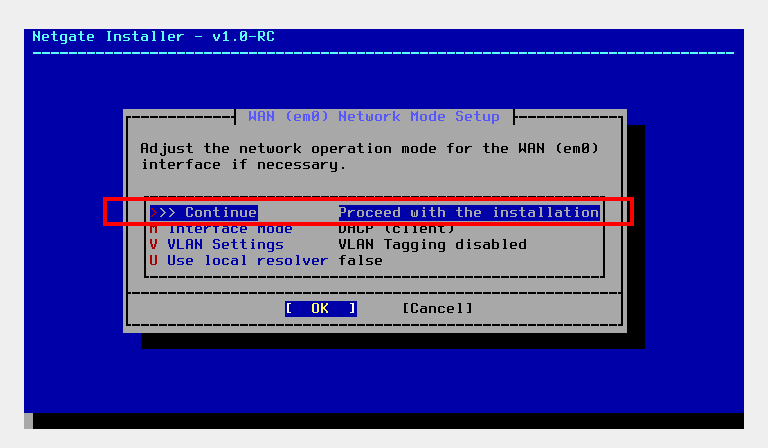 Netgate Installer - v1.0-RC
WAN (em0) Network Mode Setup
Adjust the network operation mode for the WAN (em0)
interface if necessary.
>>> Continue Proceed with the installation
M Interface Mode DHCP (client)
V VLAN Settings VLAN Tagging disabled
U Use local resolver false
[ OK ] [Cancel]